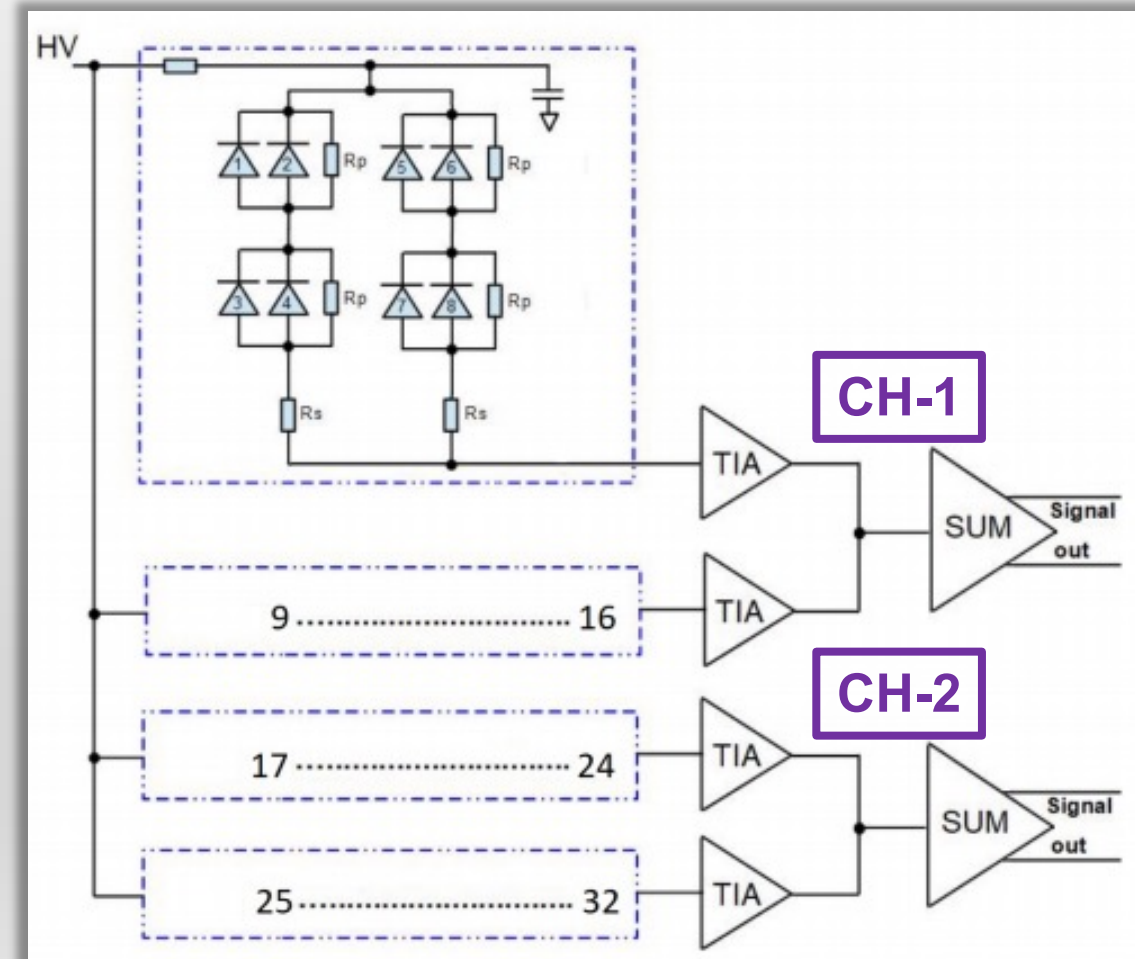 HV
1 2 Rp 5 6 Rp
3 4 Rp 7 8 Rp
Rs Rs
CH-1
TIA
SUM
Signal
out
9 ............................ 16
TIA
CH-2
17 ............................ 24
TIA
SUM
Signal
out
25 ............................ 32
TIA